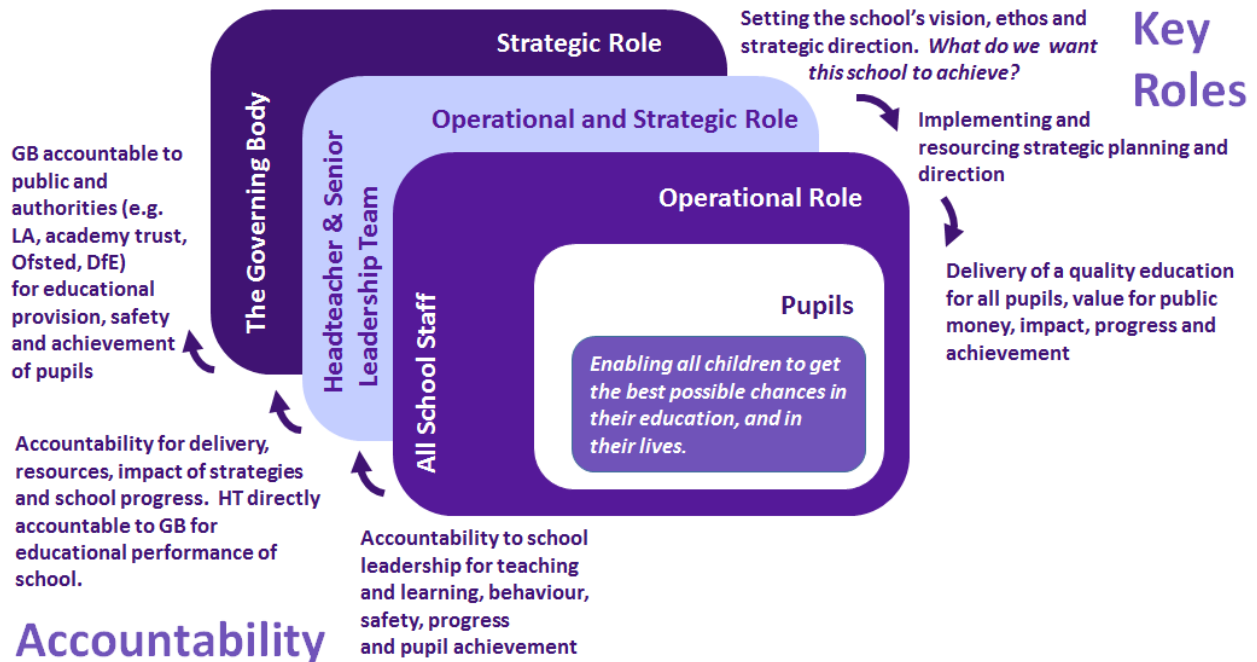 Setting the school's vision, ethos and
strategic direction.  What do we  want
this school to achieve?
Key
Roles
Strategic Role
The Governing Body
Operational and Strategic Role
Headteacher & Senior
Leadership Team
Implementing and
resourcing strategic planning and
direction
Operational Role
All School Staff
Delivery of a quality education
for all pupils, value for public
money, impact, progress and
achievement
Pupils
Enabling all children to get
the best possible chances in
their education, and in
their lives.
GB accountable to
public and
authorities (e.g.
LA, academy trust,
Ofsted, DfE)
for educational
provision, safety
and achievement
of pupils
Accountability for delivery,
resources, impact of strategies
and school progress.  HT directly
accountable to GB for
educational performance of
school.
Accountability to school
leadership for teaching
and learning, behaviour,
safety, progress
and pupil achievement
Accountability